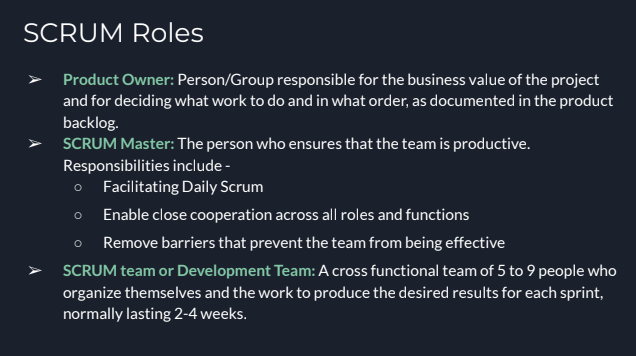 SCRUM Roles
➢ Product Owner: Person/Group responsible for the business value of the project
and for deciding what work to do and in what order, as documented in the product
backlog.
➢ SCRUM Master: The person who ensures that the team is productive.
Responsibilities include -
○ Facilitating Daily Scrum
○ Enable close cooperation across all roles and functions
○ Remove barriers that prevent the team from being effective
➢ SCRUM team or Development Team: A cross functional team of 5 to 9 people who
organize themselves and the work to produce the desired results for each sprint,
normally lasting 2-4 weeks.